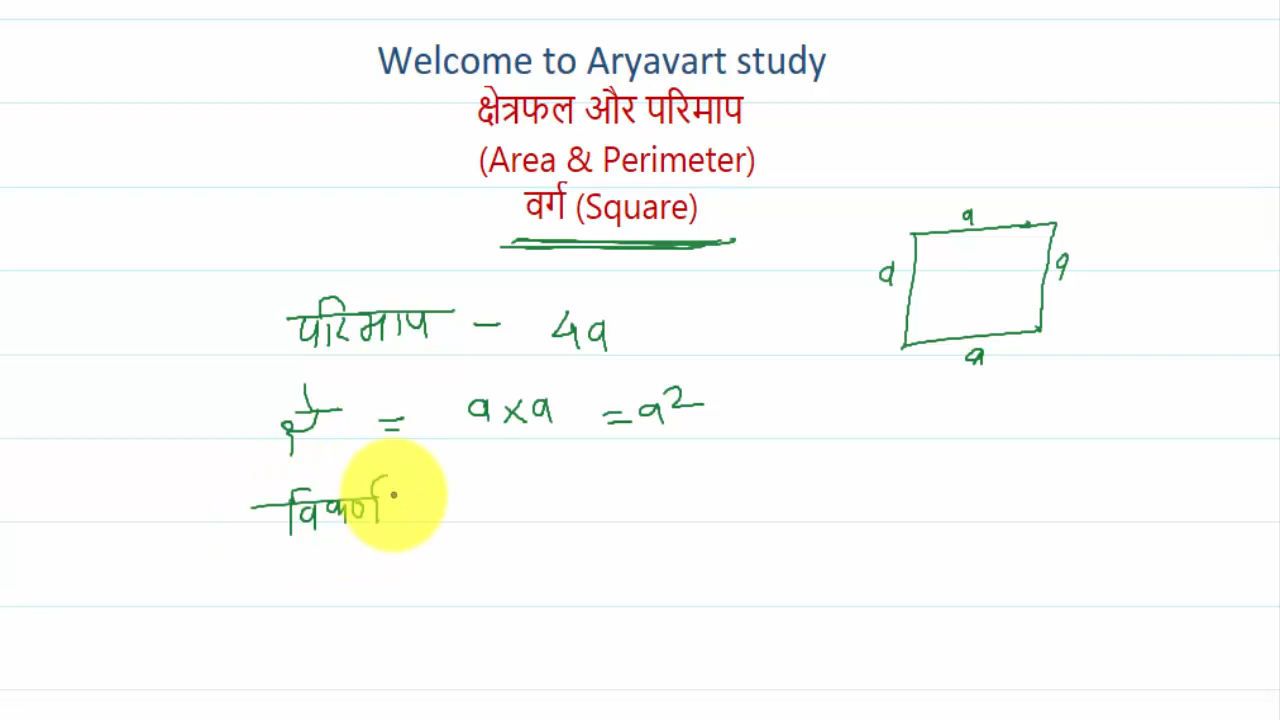 Welcome to Aryavart study
क्षेत्रफल और परिमाप
(Area & Perimeter)
वर्ग (Square)
a
a a
a
परिमाप - 4a
क्षे = a × a = a²
विकर्ण